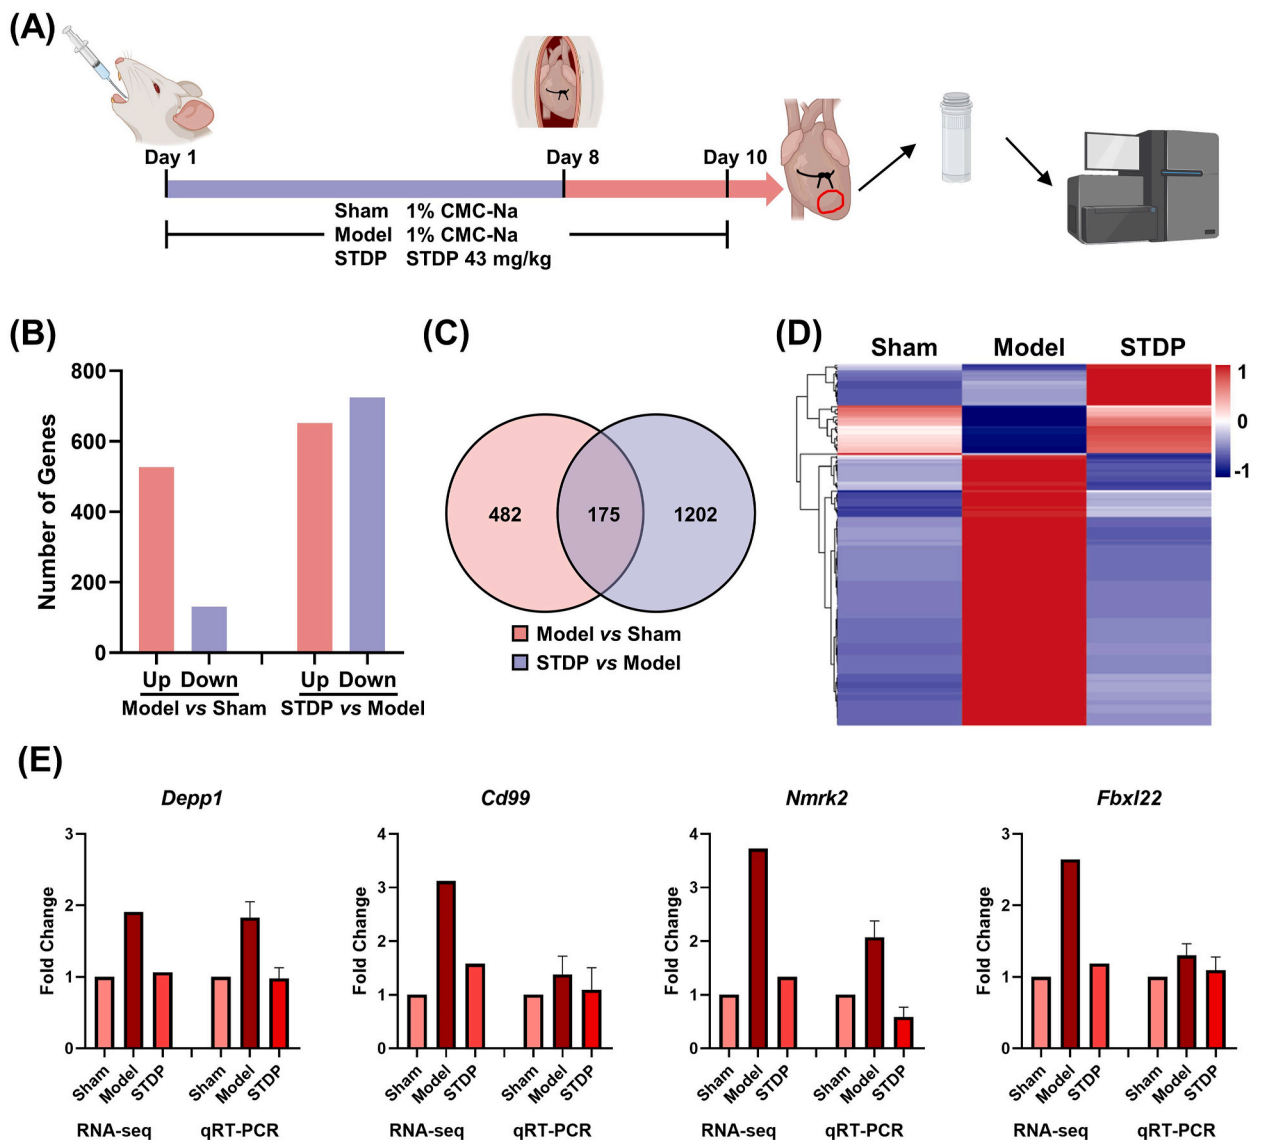 (A)
Day 1
Day 8
Day 10
Sham 1% CMC-Na
Model 1% CMC-Na
STDP STDP 43 mg/kg
(B)
Number of Genes
800
600
400
200
0
Up Down
Up Down
Model vs Sham
STDP vs Model
(C)
482
175
1202
Model vs Sham
STDP vs Model
(D)
Sham
Model
STDP
1
0
-1
(E)
Depp1
Fold Change
3
2
1
0
Sham
Model
STDP
Sham
Model
STDP
RNA-seq
qRT-PCR
Cd99
Fold Change
4
3
2
1
0
Sham
Model
STDP
Sham
Model
STDP
RNA-seq
qRT-PCR
Nmrk2
Fold Change
4
3
2
1
0
Sham
Model
STDP
Sham
Model
STDP
RNA-seq
qRT-PCR
Fbxl22
Fold Change
3
2
1
0
Sham
Model
STDP
Sham
Model
STDP
RNA-seq
qRT-PCR